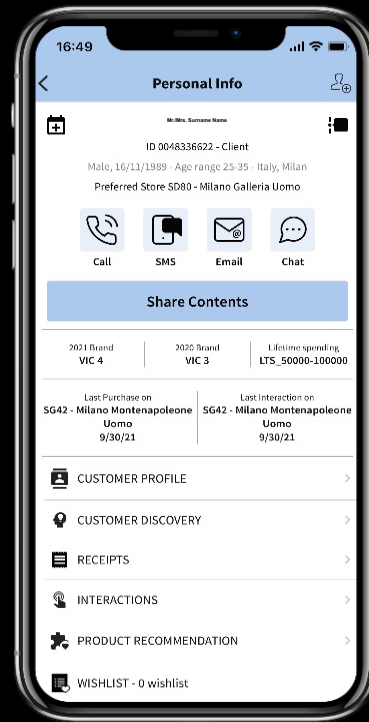 16:49
Personal Info
Mr./Mrs. Surname Name
ID 0048336622 - Client
Male, 16/11/1989 - Age range 25-35 - Italy, Milan
Preferred Store SD80 - Milano Galleria Uomo
Call SMS Email Chat
Share Contents
2021 Brand 2020 Brand Lifetime spending
VIC 4 VIC 3 LTS_50000-100000
Last Purchase on
SG42 - Milano Montenapoleone
Uomo
9/30/21
Last Interaction on
SG42 - Milano Montenapoleone
Uomo
9/30/21
CUSTOMER PROFILE
CUSTOMER DISCOVERY
RECEIPTS
INTERACTIONS
PRODUCT RECOMMENDATION
WISHLIST - 0 wishlist